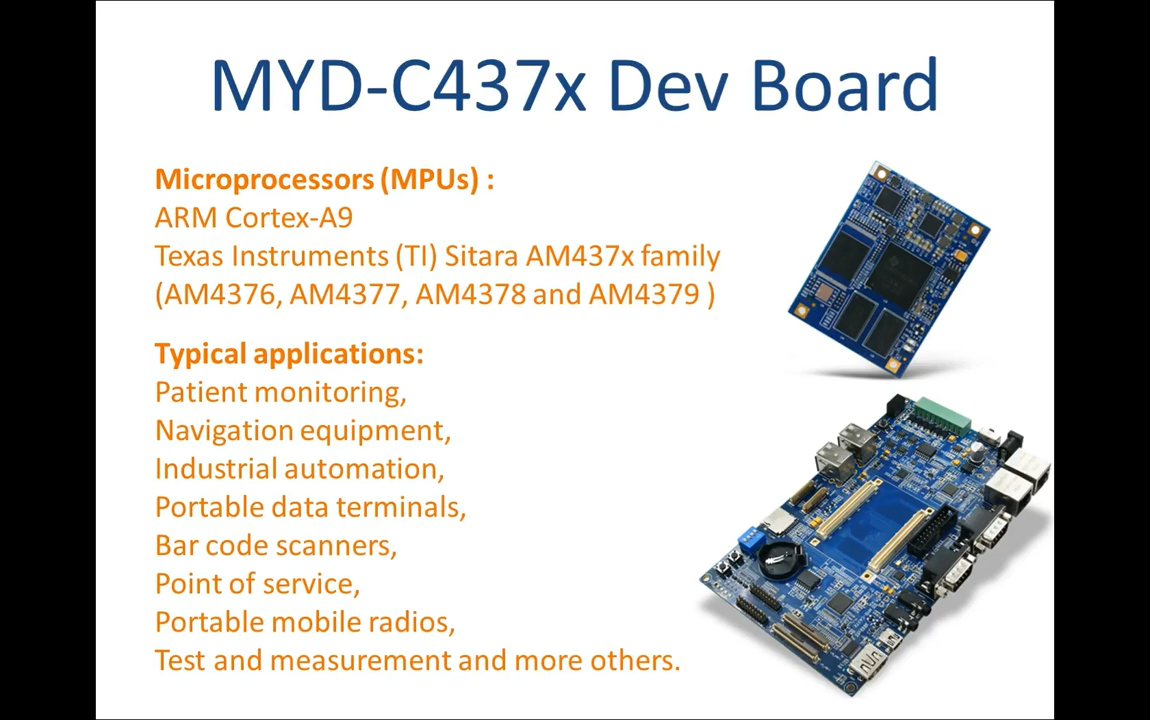 MYD-C437x Dev Board
Microprocessors (MPUs) :
ARM Cortex-A9
Texas Instruments (TI) Sitara AM437x family
(AM4376, AM4377, AM4378 and AM4379 )
Typical applications:
Patient monitoring,
Navigation equipment,
Industrial automation,
Portable data terminals,
Bar code scanners,
Point of service,
Portable mobile radios,
Test and measurement and more others.